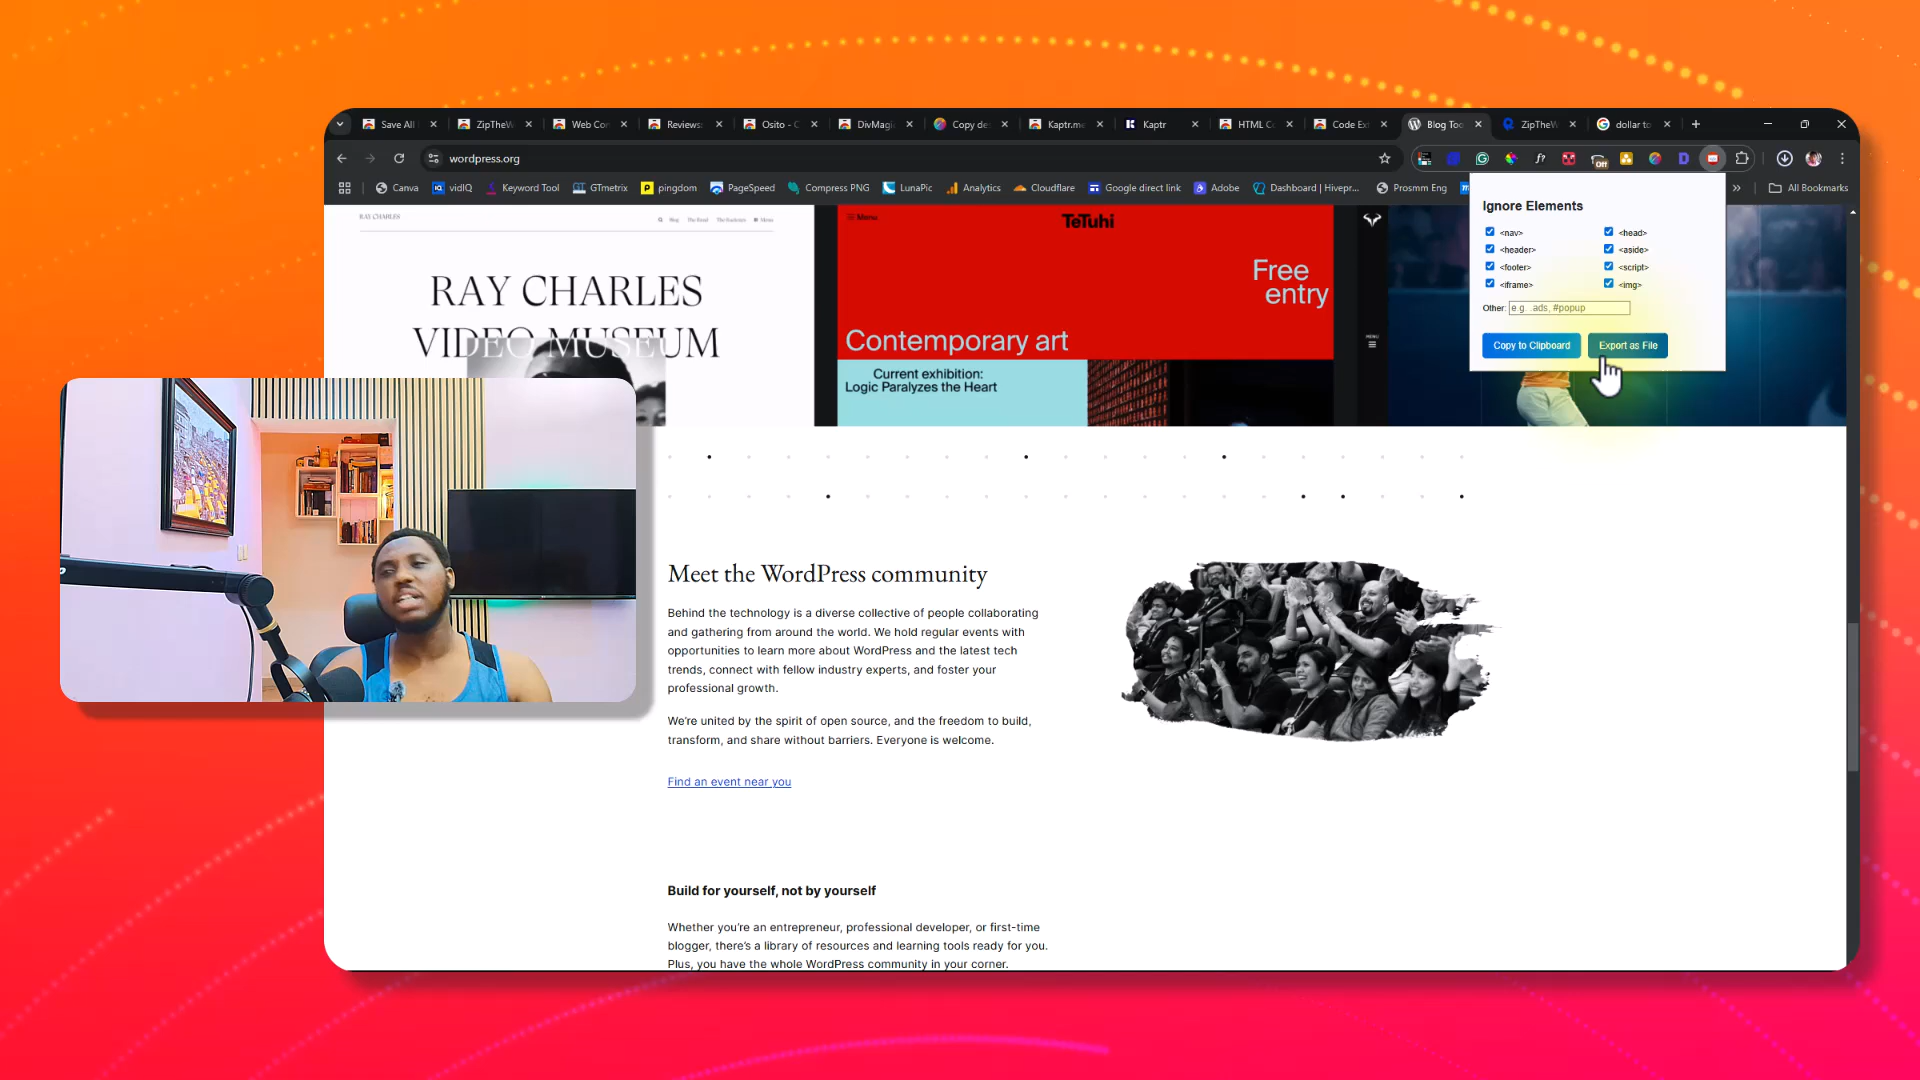 Save All
ZipTheW
Web Cor
Reviews:
Osito - C
DivMagi
Copy de
Kaptr.me
Kaptr
HTML C
Code Ex
Blog Too
ZipTheW
dollar to
wordpress.org
Off
Canva
vidIQ
Keyword Tool
GTmetrix
pingdom
PageSpeed
Compress PNG
LunaPic
Analytics
Cloudflare
Google direct link
Adobe
Dashboard | Hivepr...
Prosmm Eng
All Bookmarks
RAY CHARLES
Blog
The Menu
RAY CHARLES
VIDEO MUSEUM
Menu
TeTuhi
Free
entry
Contemporary art
Current exhibition:
Logic Paralyzes the Heart
MENU
Ignore Elements
<nav>
<head>
<header>
<aside>
<footer>
<script>
<iframe>
<img>
Other: e.g. .ads, #popup
Copy to Clipboard
Export as File
Meet the WordPress community
Behind the technology is a diverse collective of people collaborating
and gathering from around the world. We hold regular events with
opportunities to learn more about WordPress and the latest tech
trends, connect with fellow industry experts, and foster your
professional growth.
We're united by the spirit of open source, and the freedom to build,
transform, and share without barriers. Everyone is welcome.
Find an event near you
Build for yourself, not by yourself
Whether you're an entrepreneur, professional developer, or first-time
blogger, there's a library of resources and learning tools ready for you.
Plus, you have the whole WordPress community in your corner.